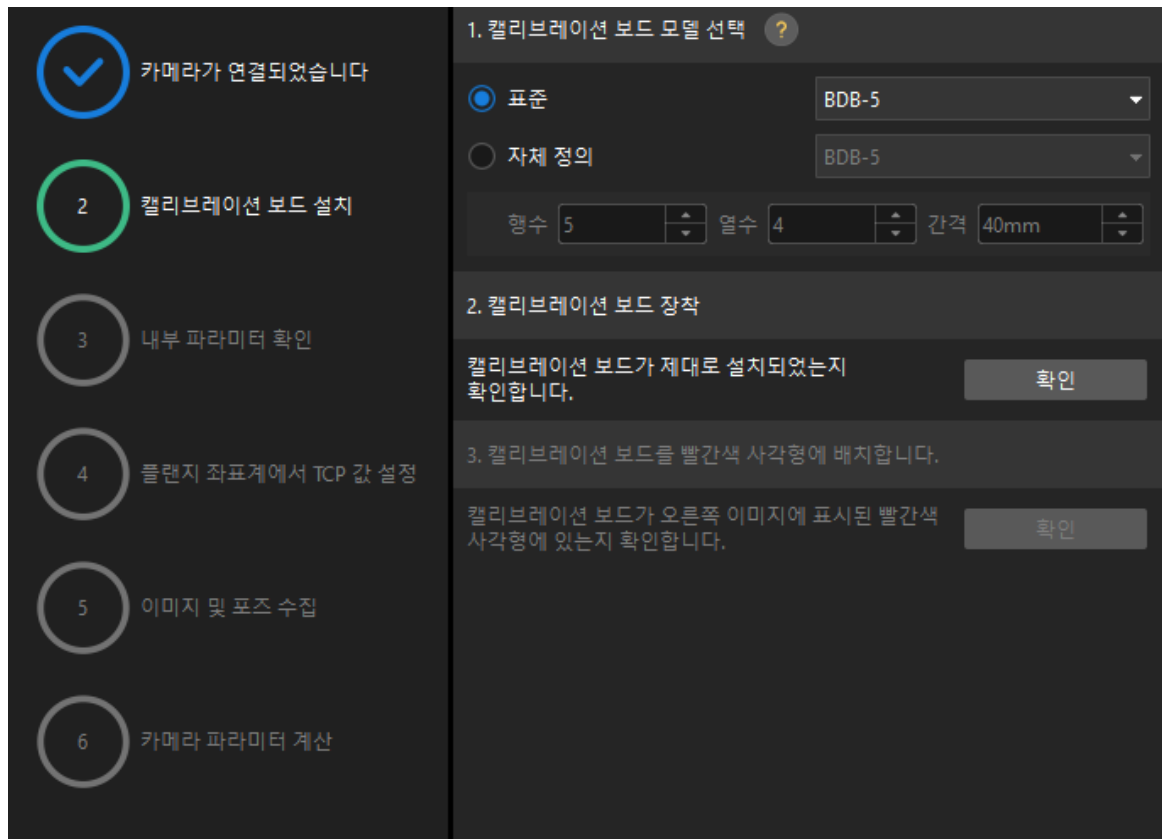 카메라가 연결되었습니다
2
캘리브레이션 보드 설치
3
내부 파라미터 확인
4
플랜지 좌표계에서 TCP 값 설정
5
이미지 및 포즈 수집
6
카메라 파라미터 계산
1. 캘리브레이션 보드 모델 선택 ?
표준 BDB-5
자체 정의 BDB-5
행수 5 열수 4 간격 40mm
2. 캘리브레이션 보드 장착
캘리브레이션 보드가 제대로 설치되었는지
확인합니다.
확인
3. 캘리브레이션 보드를 빨간색 사각형에 배치합니다.
캘리브레이션 보드가 오른쪽 이미지에 표시된 빨간색
사각형에 있는지 확인합니다.
확인